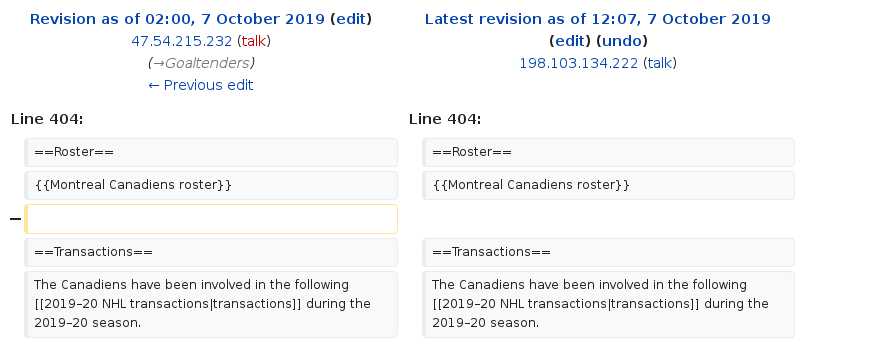 Revision as of 02:00, 7 October 2019 (edit)
47.54.215.232 (talk)
(→Goaltenders)
← Previous edit
Latest revision as of 12:07, 7 October 2019
(edit) (undo)
198.103.134.222 (talk)
Line 404:
Line 404:
==Roster==
==Roster==
{{Montreal Canadiens roster}}
{{Montreal Canadiens roster}}
−
==Transactions==
==Transactions==
The Canadiens have been involved in the following
[[2019–20 NHL transactions|transactions]] during the
2019–20 season.
The Canadiens have been involved in the following
[[2019–20 NHL transactions|transactions]] during the
2019–20 season.